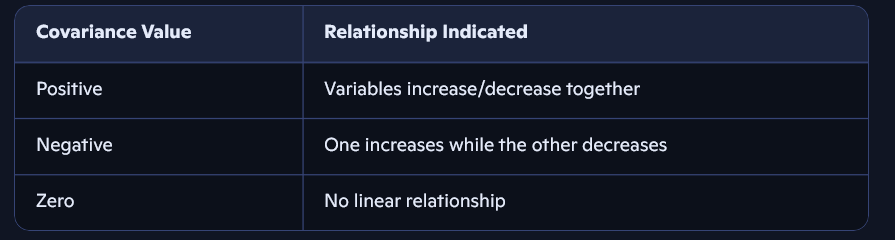 Covariance Value Relationship Indicated
Positive Variables increase/decrease together
Negative One increases while the other decreases
Zero No linear relationship